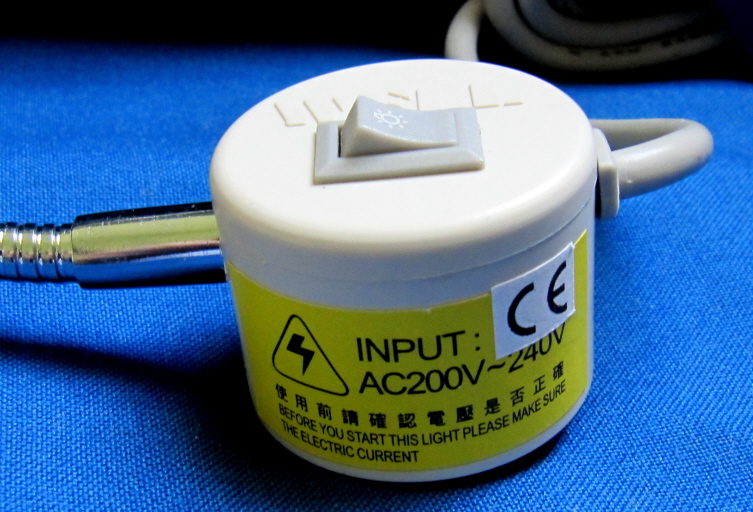 CE
INPUT :
AC200V~240V
使用前請確認電壓是否正確
BEFORE YOU START THIS LIGHT PLEASE MAKE SURE
THE ELECTRIC CURRENT